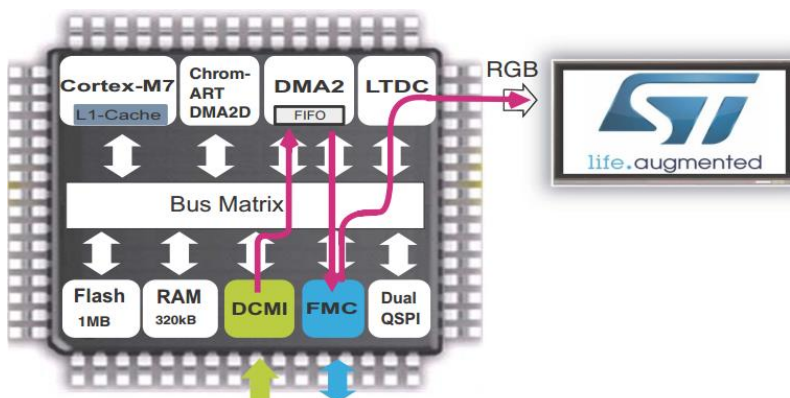 Cortex-M7
L1-Cache
Chrom-
ART
DMA2D
DMA2
FIFO
LTDC
RGB
ST
life.augmented
Bus Matrix
Flash
1MB
RAM
320kB
DCMI
FMC
Dual
QSPI